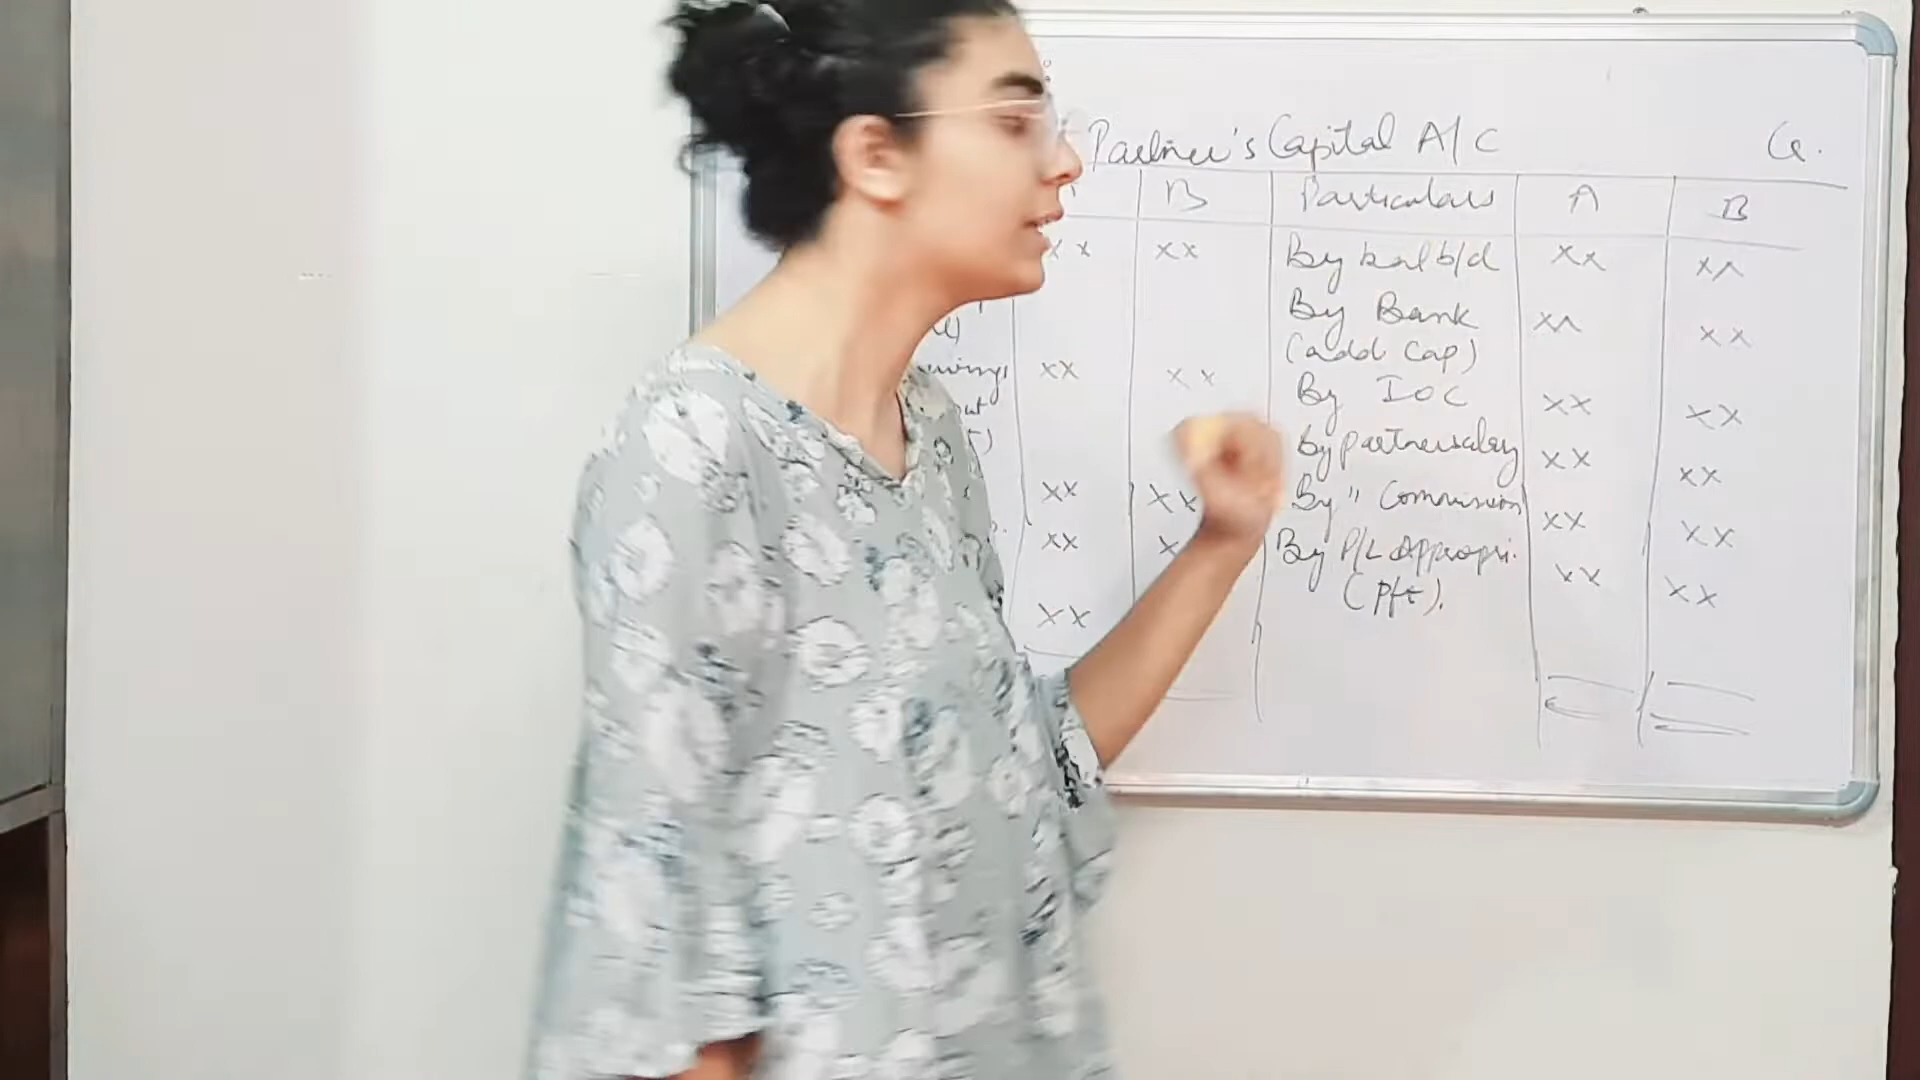 Partner's Capital A/C Cr.
B Particulars A B
xx xx By bal b/d xx xx
By Bank xx xx
(add Cap)
xx xx By IOC xx xx
By partner salary xx xx
xx xx By " Commission xx xx
xx x By P/L Appropri. xx xx
(pft).
xx